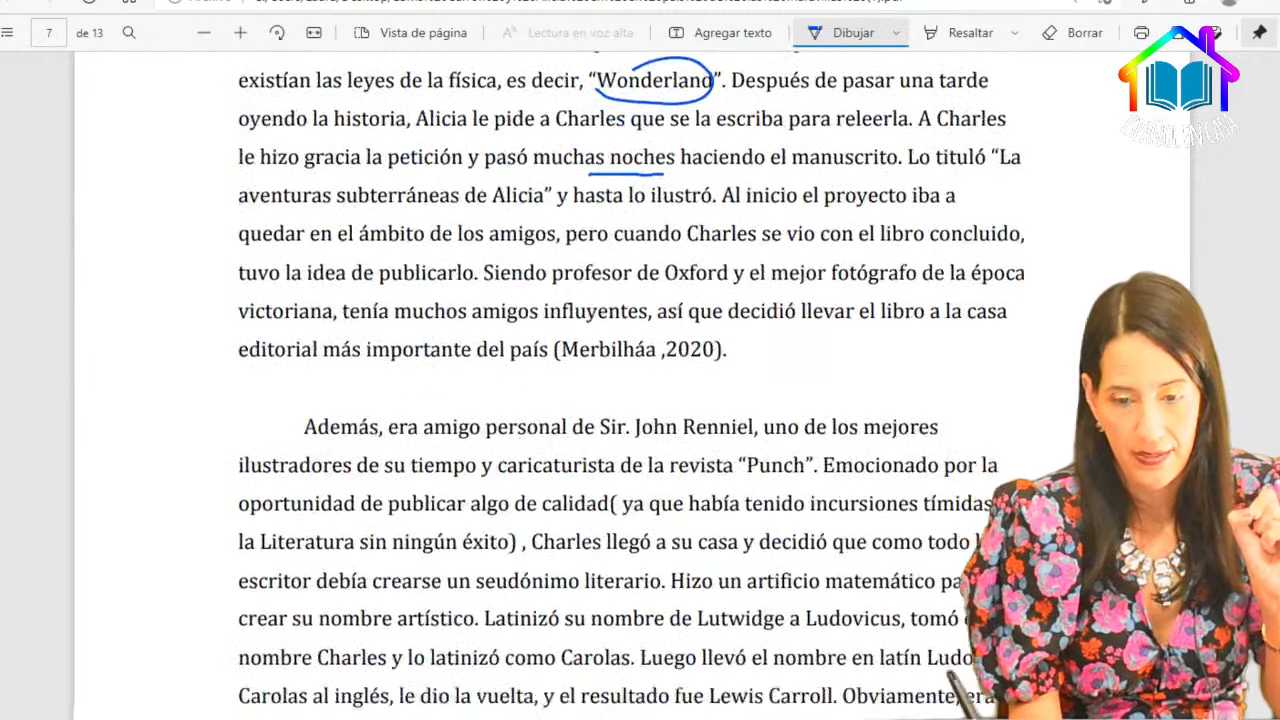 7 de 13 Vista de página Lectura en voz alta Agregar texto Dibujar Resaltar Borrar
existían las leyes de la física, es decir, “Wonderland”. Después de pasar una tarde
oyendo la historia, Alicia le pide a Charles que se la escriba para releerla. A Charles
le hizo gracia la petición y pasó muchas noches haciendo el manuscrito. Lo tituló “La
aventuras subterráneas de Alicia” y hasta lo ilustró. Al inicio el proyecto iba a
quedar en el ámbito de los amigos, pero cuando Charles se vio con el libro concluido,
tuvo la idea de publicarlo. Siendo profesor de Oxford y el mejor fotógrafo de la época
victoriana, tenía muchos amigos influyentes, así que decidió llevar el libro a la casa
editorial más importante del país (Merbilháa ,2020).
Además, era amigo personal de Sir. John Renniel, uno de los mejores
ilustradores de su tiempo y caricaturista de la revista “Punch”. Emocionado por la
oportunidad de publicar algo de calidad( ya que había tenido incursiones tímidas
la Literatura sin ningún éxito) , Charles llegó a su casa y decidió que como todo
escritor debía crearse un seudónimo literario. Hizo un artificio matemático
crear su nombre artístico. Latinizó su nombre de Lutwidge a Ludovicus, tomó
nombre Charles y lo latinizó como Carolas. Luego llevó el nombre en latín
Carolas al inglés, le dio la vuelta, y el resultado fue Lewis Carroll. Obviamente, era